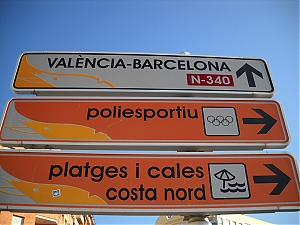 VALÈNCIA-BARCELONA
N-340
poliesportiu
platges i cales
costa nord